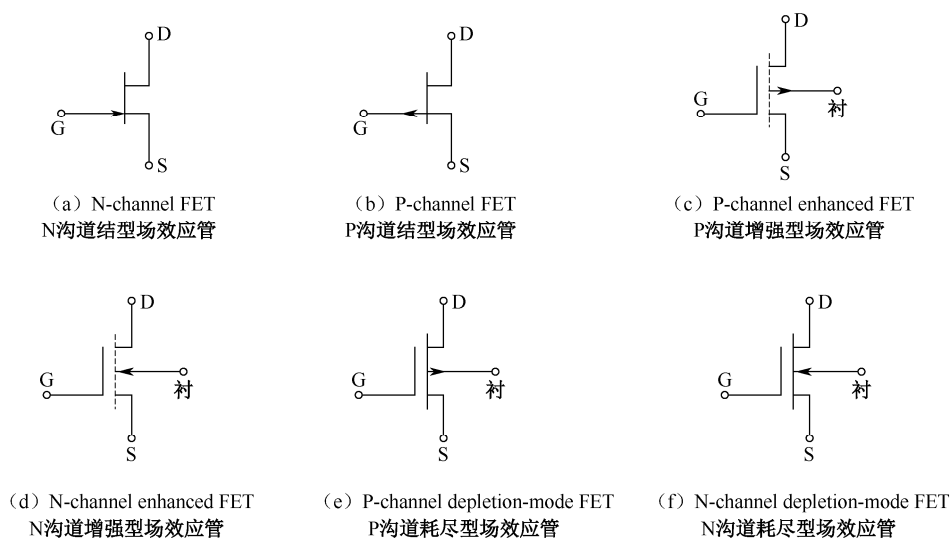 D
G
S
(a) N-channel FET
N沟道结型场效应管
D
G
S
(b) P-channel FET
P沟道结型场效应管
D
G
衬
S
(c) P-channel enhanced FET
P沟道增强型场效应管
D
G
衬
S
(d) N-channel enhanced FET
N沟道增强型场效应管
D
G
衬
S
(e) P-channel depletion-mode FET
P沟道耗尽型场效应管
D
G
衬
S
(f) N-channel depletion-mode FET
N沟道耗尽型场效应管